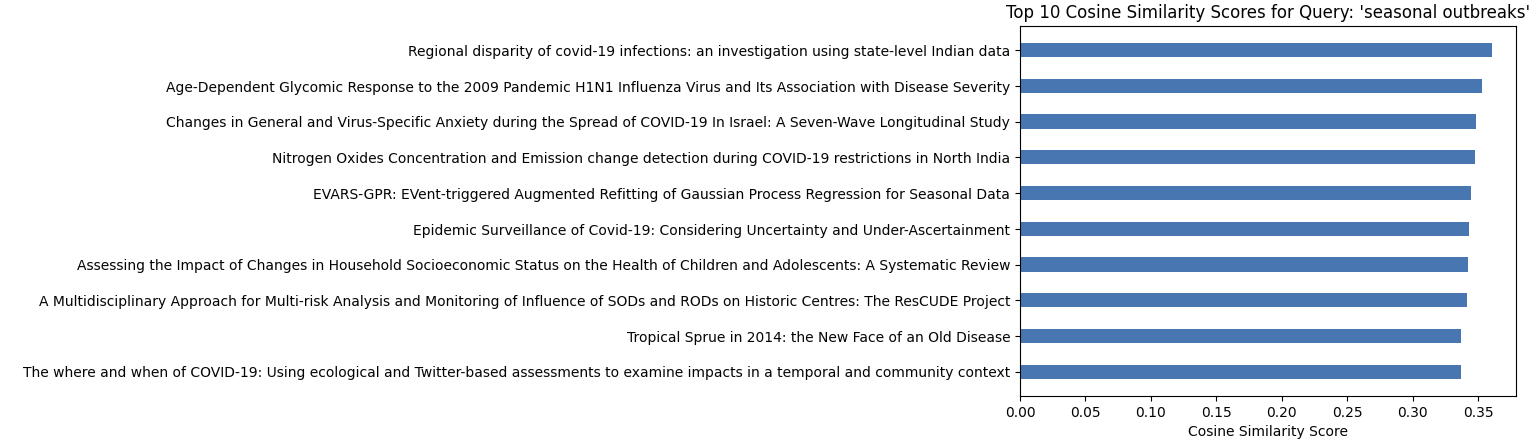 Top 10 Cosine Similarity Scores for Query: 'seasonal outbreaks'
Regional disparity of covid-19 infections: an investigation using state-level Indian data
Age-Dependent Glycomic Response to the 2009 Pandemic H1N1 Influenza Virus and Its Association with Disease Severity
Changes in General and Virus-Specific Anxiety during the Spread of COVID-19 In Israel: A Seven-Wave Longitudinal Study
Nitrogen Oxides Concentration and Emission change detection during COVID-19 restrictions in North India
EVARS-GPR: EVent-triggered Augmented Refitting of Gaussian Process Regression for Seasonal Data
Epidemic Surveillance of Covid-19: Considering Uncertainty and Under-Ascertainment
Assessing the Impact of Changes in Household Socioeconomic Status on the Health of Children and Adolescents: A Systematic Review
A Multidisciplinary Approach for Multi-risk Analysis and Monitoring of Influence of SODs and RODs on Historic Centres: The ResCUDE Project
Tropical Sprue in 2014: the New Face of an Old Disease
The where and when of COVID-19: Using ecological and Twitter-based assessments to examine impacts in a temporal and community context
0.00 0.05 0.10 0.15 0.20 0.25 0.30 0.35
Cosine Similarity Score